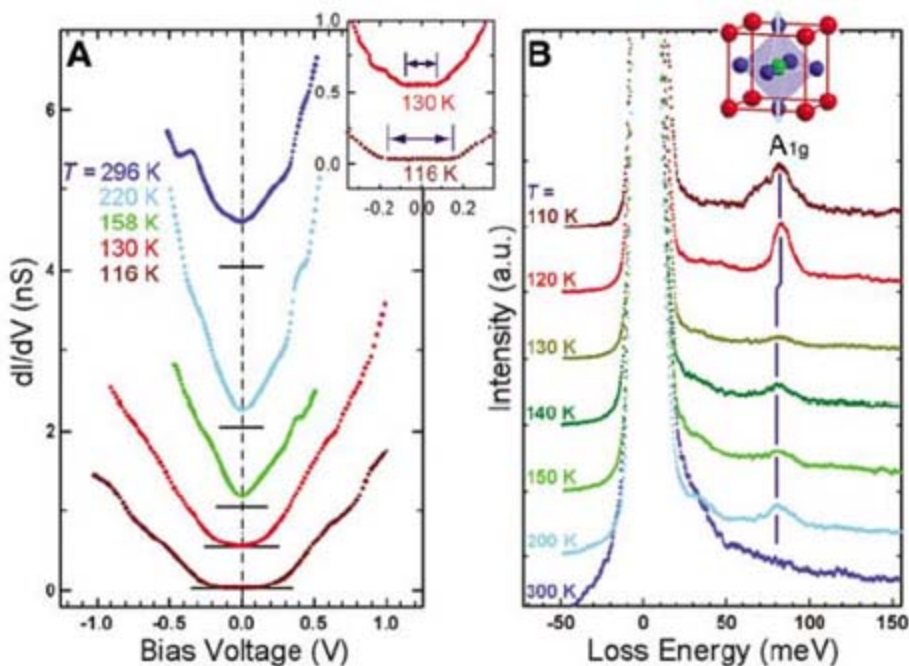 A
dI/dV (nS)
6
4
2
0
-1.0
-0.5
0.0
0.5
1.0
Bias Voltage (V)
T = 296 K
220 K
158 K
130 K
116 K
1.0
0.5
0.0
130 K
116 K
-0.2
0.0
0.2
B
Intensity (a.u.)
A1g
T =
110 K
120 K
130 K
140 K
150 K
200 K
300 K
-50
0
50
100
150
Loss Energy (meV)